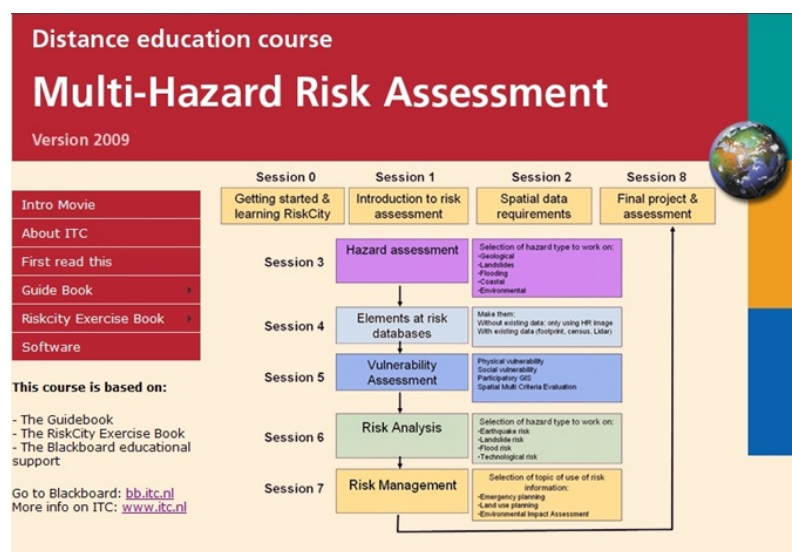 Distance education course
Multi-Hazard Risk Assessment
Version 2009
Intro Movie
About ITC
First read this
Guide Book
Riskcity Exercise Book
Software
This course is based on:
- The Guidebook
- The RiskCity Exercise Book
- The Blackboard educational
support
Go to Blackboard: bb.itc.nl
More info on ITC: www.itc.nl
Session 0
Getting started &
learning RiskCity
Session 1
Introduction to risk
assessment
Session 2
Spatial data
requirements
Session 8
Final project &
assessment
Session 3
Hazard assessment
Selection of hazard type to work on:
-Geological
-Landslides
-Flooding
-Coastal
-Environmental
Session 4
Elements at risk
databases
Make them:
Without existing data: only using HR image
With existing data (footprint, census, Lidar)
Session 5
Vulnerability
Assessment
Physical vulnerability
Social vulnerability
Participatory GIS
Spatial Multi Criteria Evaluation
Session 6
Risk Analysis
Selection of hazard type to work on:
-Earthquake risk
-Landslide risk
-Flood risk
-Technological risk
Session 7
Risk Management
Selection of topic of use of risk
information:
-Emergency planning
-Land use planning
-Environmental Impact Assessment